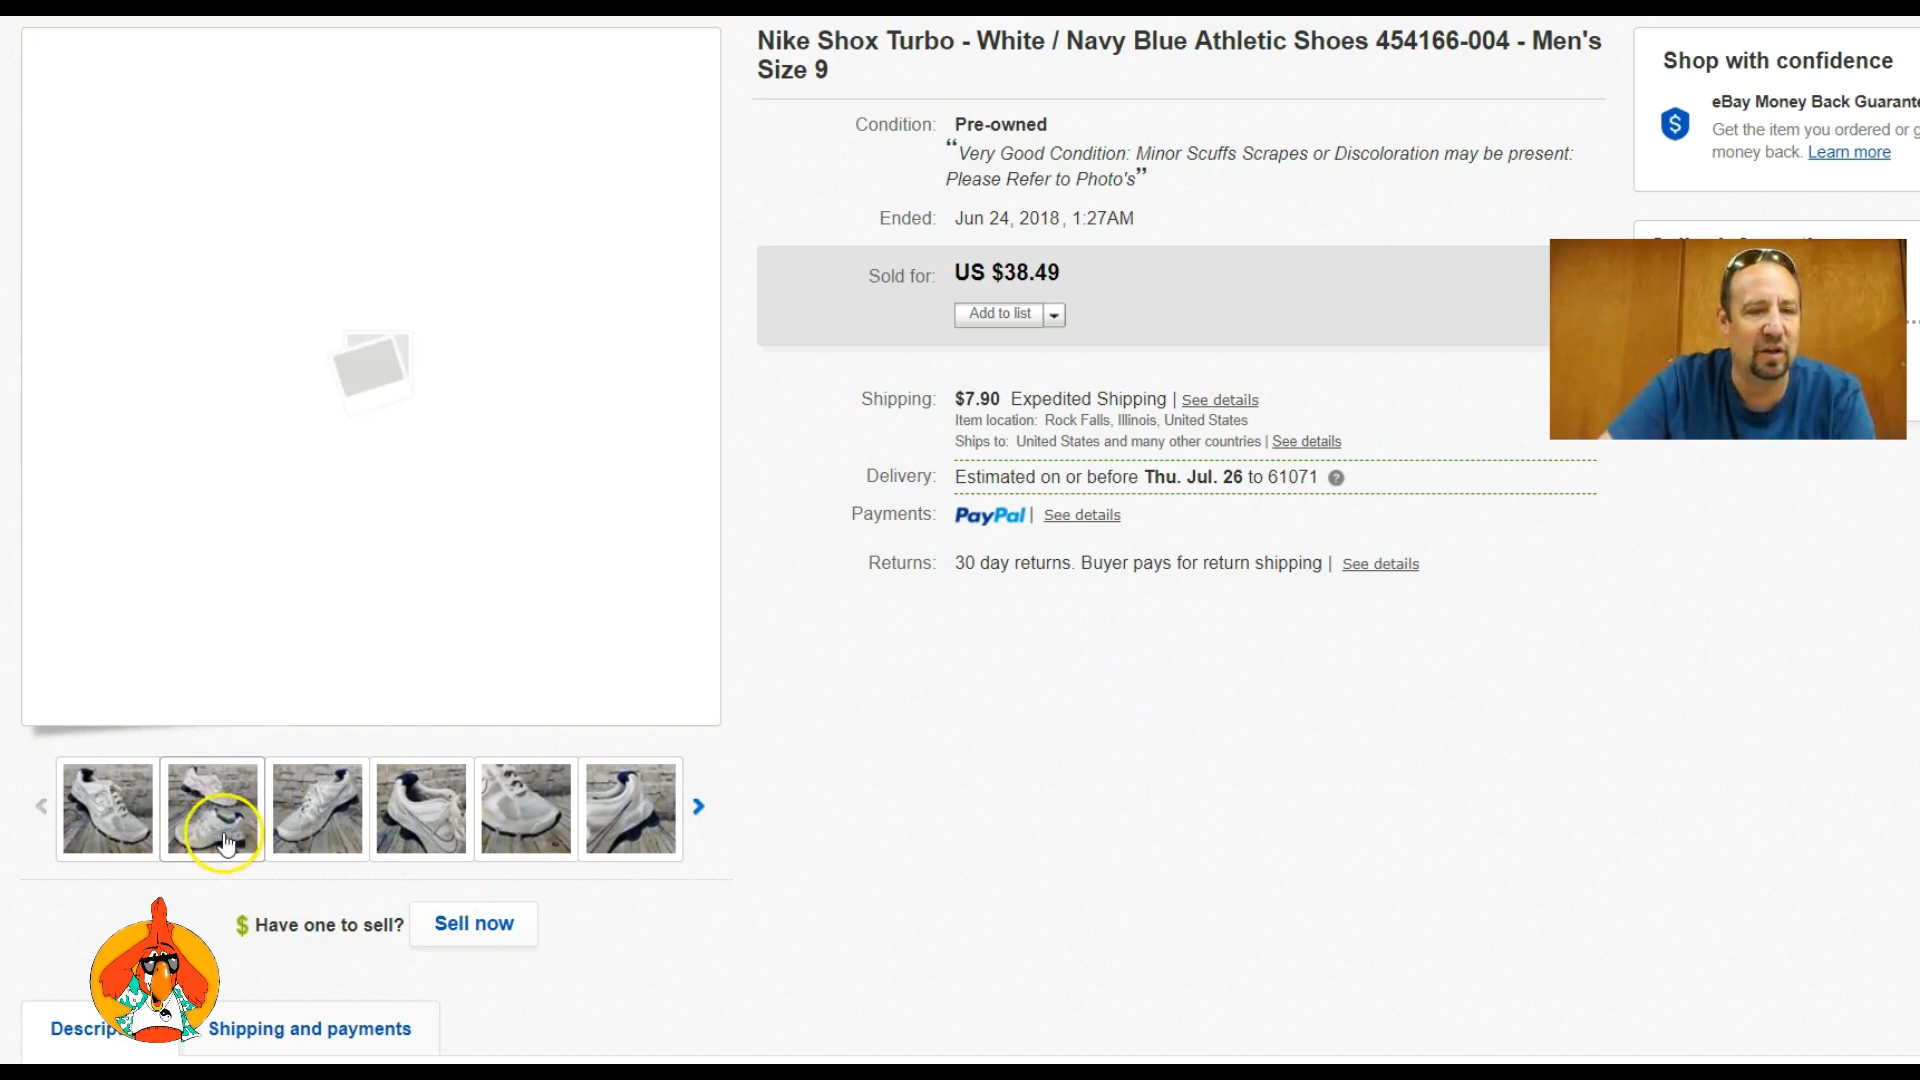 Nike Shox Turbo - White / Navy Blue Athletic Shoes 454166-004 - Men's
Size 9
Condition: Pre-owned
“Very Good Condition: Minor Scuffs Scrapes or Discoloration may be present:
Please Refer to Photo's”
Ended: Jun 24, 2018 , 1:27AM
Sold for: US $38.49
Add to list
Shipping: $7.90 Expedited Shipping | See details
Item location: Rock Falls, Illinois, United States
Ships to: United States and many other countries | See details
Delivery: Estimated on or before Thu. Jul. 26 to 61071
Payments: PayPal | See details
Returns: 30 day returns. Buyer pays for return shipping | See details
Shop with confidence
eBay Money Back Guarante
Get the item you ordered or g
money back. Learn more
$ Have one to sell? Sell now
Descrip
Shipping and payments